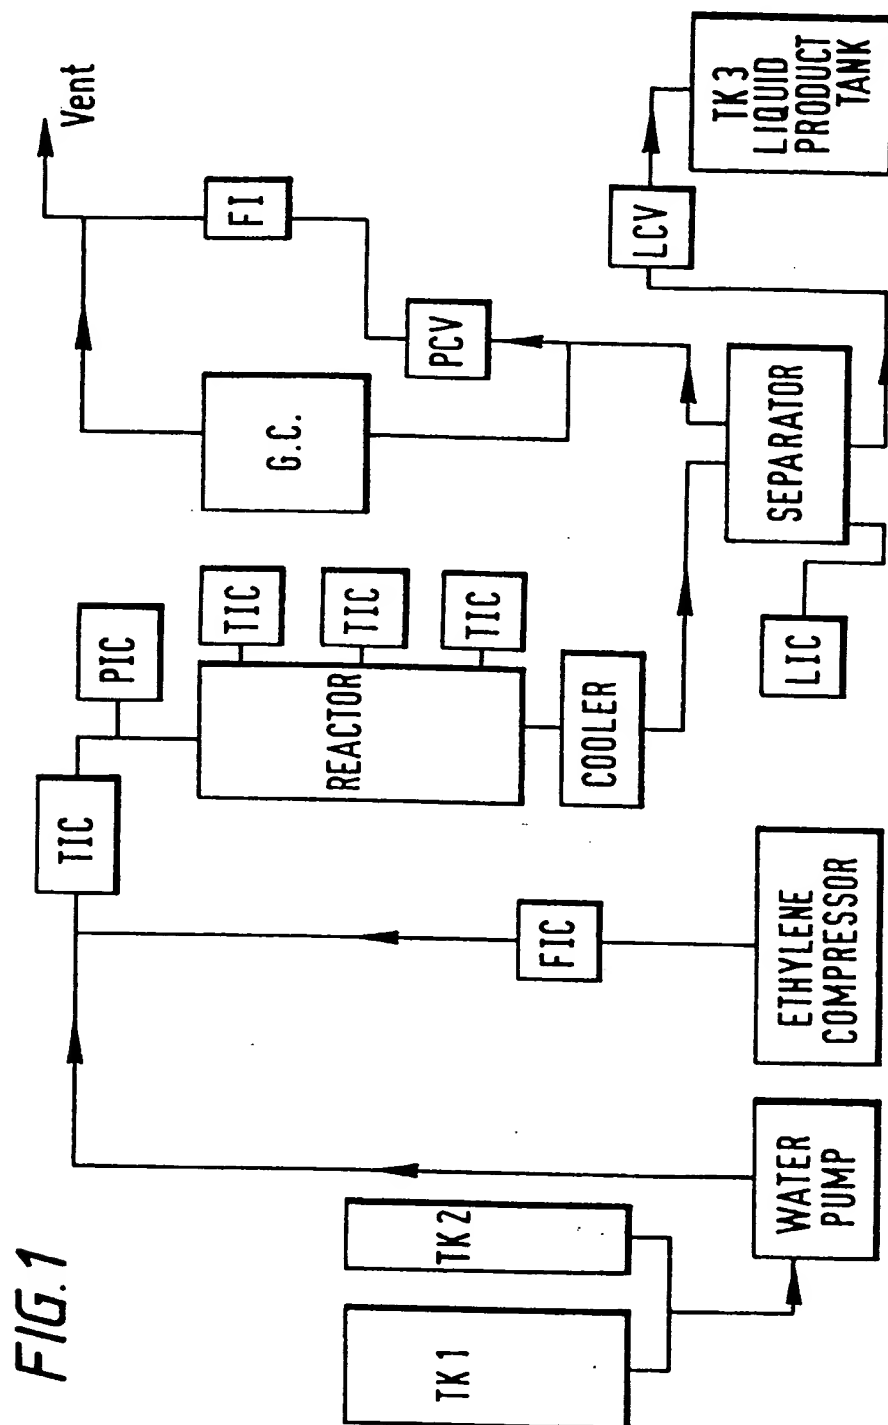 FIG.1
TK1
TK2
WATER
PUMP
ETHYLENE
COMPRESSOR
FIC
TIC
PIC
REACTOR
TIC
TIC
TIC
COOLER
LIC
SEPARATOR
G.C.
PCV
FI
Vent
LCV
TK3
LIQUID
PRODUCT
TANK